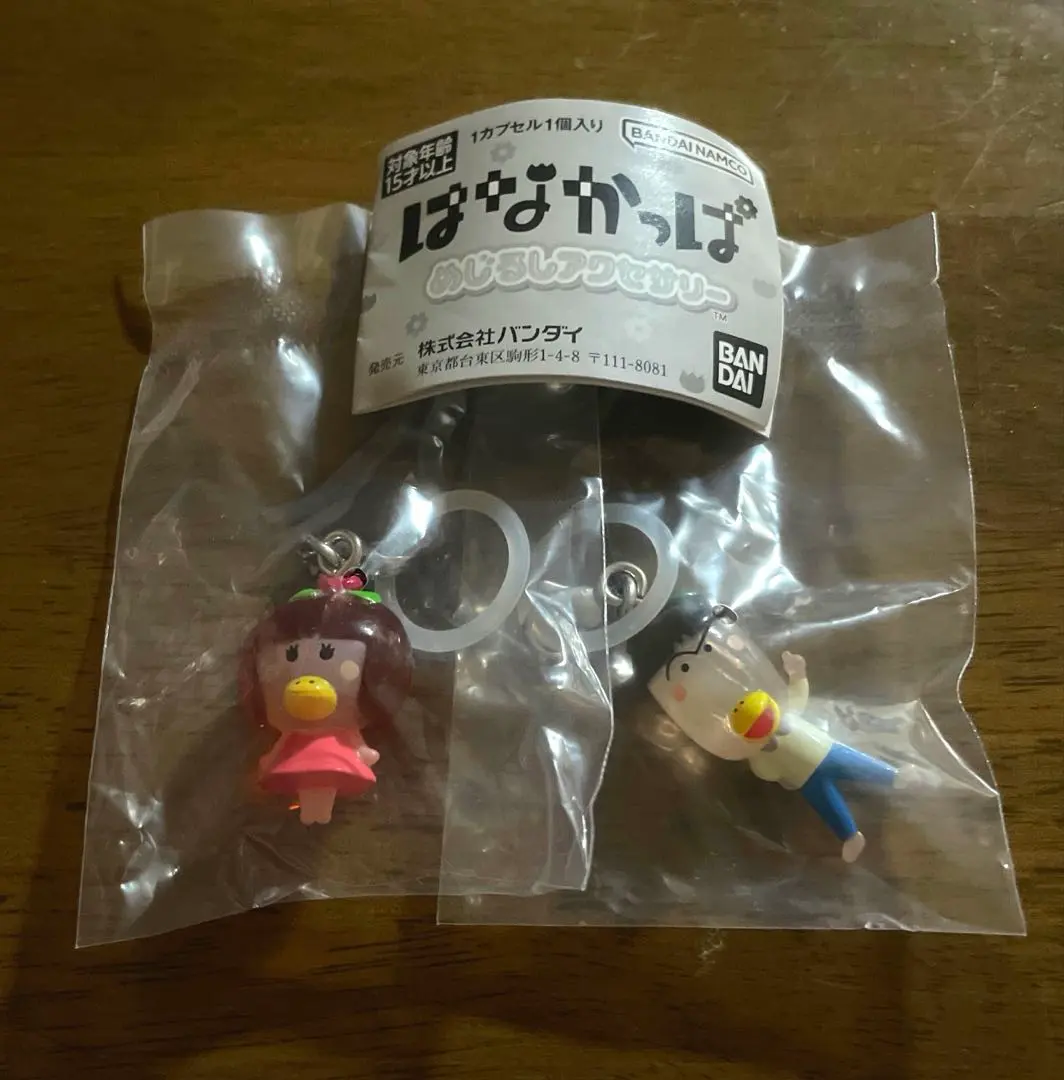 対象年齢
15才以上
1カプセル1個入り
BANDAI NAMCO
はなかっぱ
めじるしアクセサリー
TM
発売元 株式会社バンダイ
東京都台東区駒形1-4-8 〒111-8081
BAN
DAI